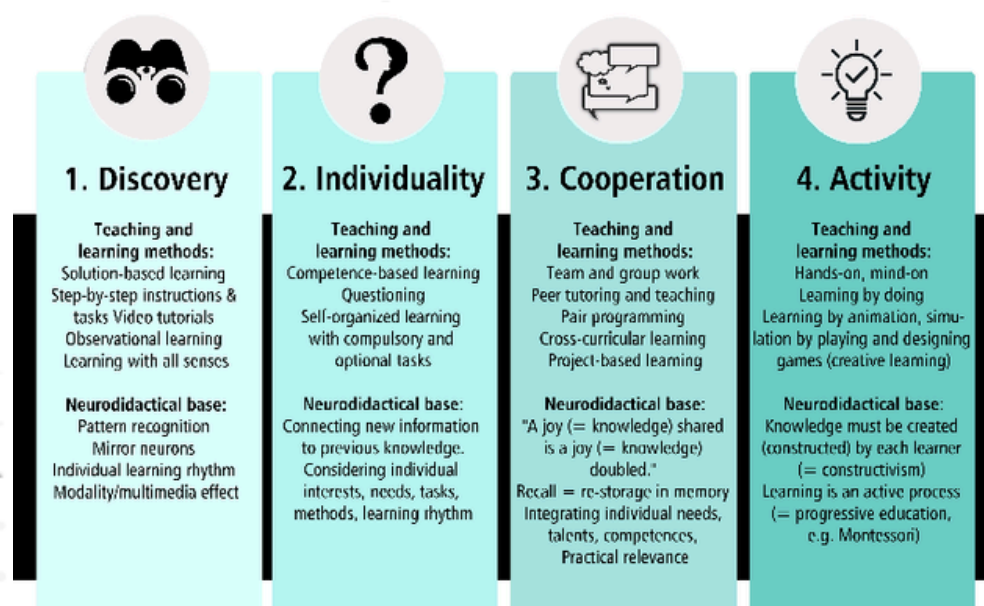 1. Discovery
Teaching and
learning methods:
Solution-based learning
Step-by-step instructions &
tasks Video tutorials
Observational learning
Learning with all senses
Neurodidactical base:
Pattern recognition
Mirror neurons
Individual learning rhythm
Modality/multimedia effect
2. Individuality
Teaching and
learning methods:
Competence-based learning
Questioning
Self-organized learning
with compulsory and
optional tasks
Neurodidactical base:
Connecting new information
to previous knowledge.
Considering individual
interests, needs, tasks,
methods, learning rhythm
3. Cooperation
Teaching and
learning methods:
Team and group work
Peer tutoring and teaching
Pair programming
Cross-curricular learning
Project-based learning
Neurodidactical base:
"A joy (= knowledge) shared
is a joy (= knowledge)
doubled."
Recall = re-storage in memory
Integrating individual needs,
talents, competences,
Practical relevance
4. Activity
Teaching and
learning methods:
Hands-on, mind-on
Learning by doing
Learning by animation, simu-
lation by playing and designing
games (creative learning)
Neurodidactical base:
Knowledge must be created
(constructed) by each learner
(= constructivism)
Learning is an active process
(= progressive education,
e.g. Montessori)